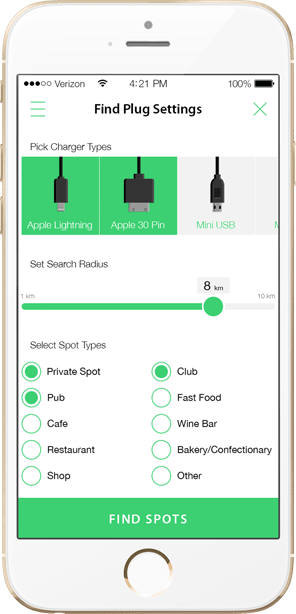 Verizon 4:21 PM 100%
Find Plug Settings
Pick Charger Types
Apple Lightning Apple 30 Pin Mini USB M
Set Search Radius
8 km
1 km 10 km
Select Spot Types
Private Spot Club
Pub Fast Food
Cafe Wine Bar
Restaurant Bakery/Confectionary
Shop Other
FIND SPOTS